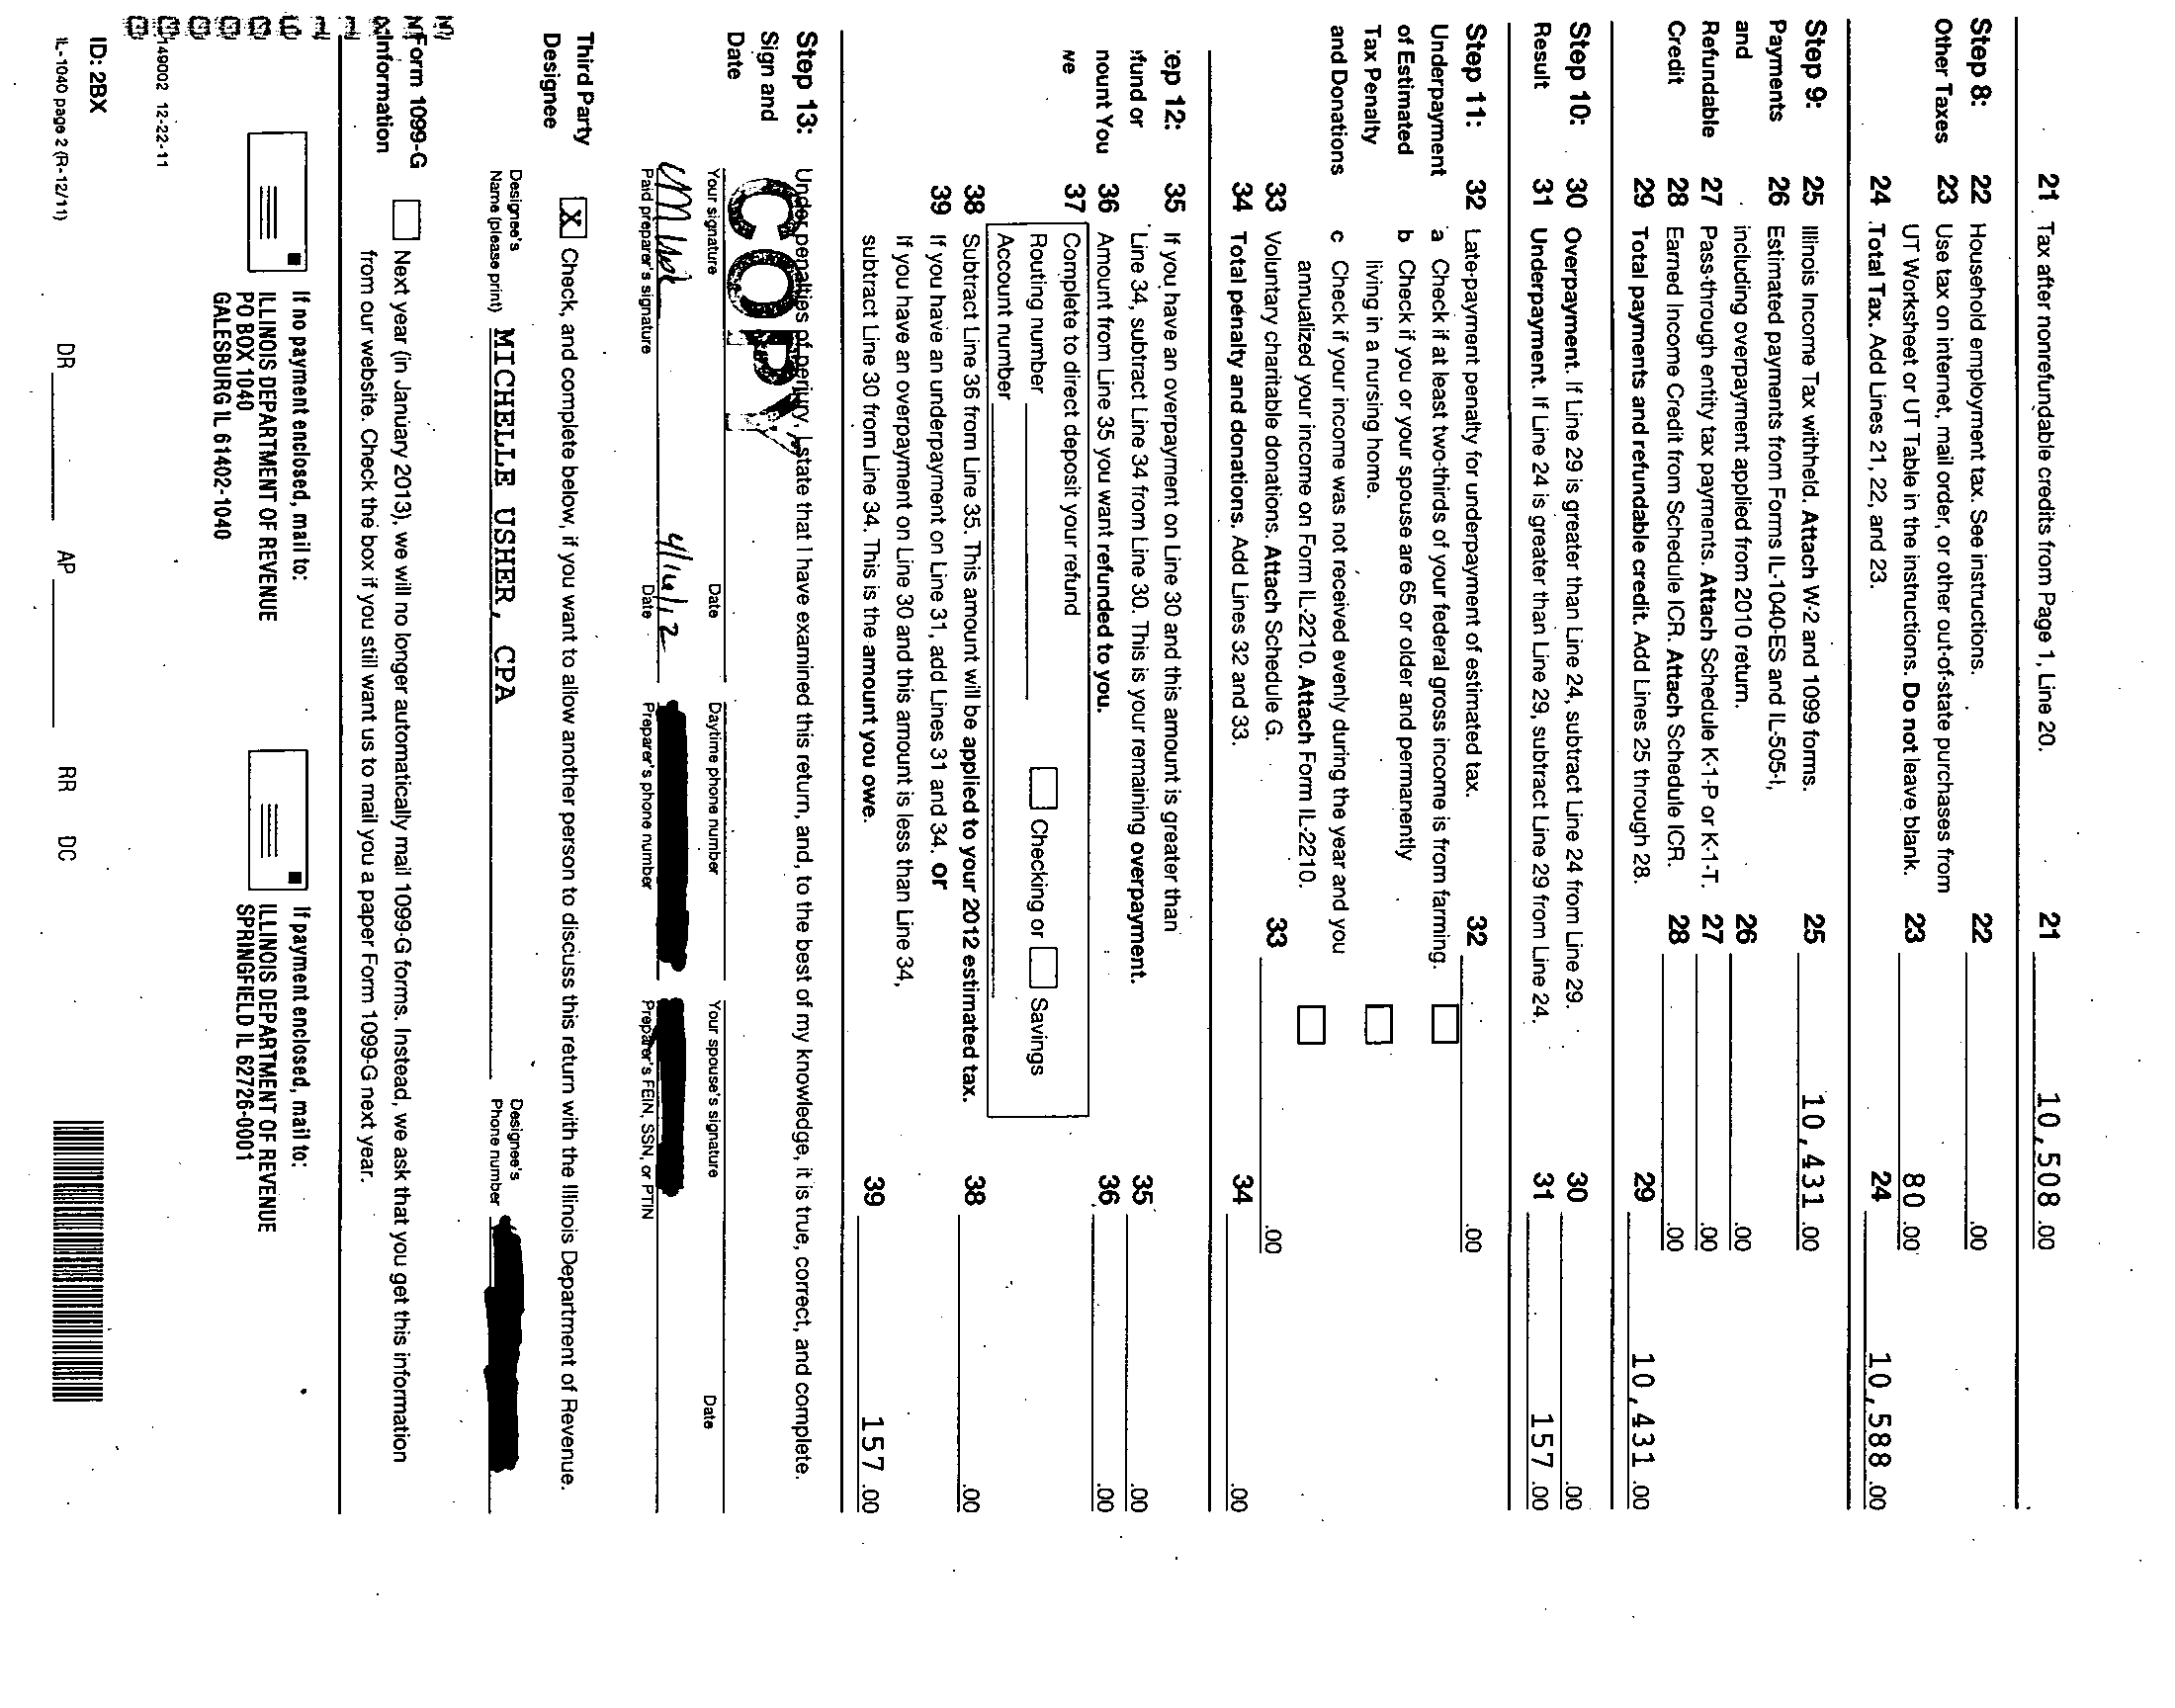 21 Tax after nonrefundable credits from Page 1, Line 20. 21 10,508 .00
Step 8: 22 Household employment tax. See instructions. 22 .00
Other Taxes 23 Use tax on internet, mail order, or other out-of-state purchases from
UT Worksheet or UT Table in the instructions. Do not leave blank. 23 80 .00
24 Total Tax. Add Lines 21, 22, and 23. 24 10,588 .00
Step 9: 25 Illinois Income Tax withheld. Attach W-2 and 1099 forms. 25 10,431 .00
Payments 26 Estimated payments from Forms IL-1040-ES and IL-505-I,
and including overpayment applied from 2010 return. 26 .00
Refundable 27 Pass-through entity tax payments. Attach Schedule K-1-P or K-1-T. 27 .00
Credit 28 Earned Income Credit from Schedule ICR. Attach Schedule ICR. 28 .00
29 Total payments and refundable credit. Add Lines 25 through 28. 29 10,431 .00
Step 10: 30 Overpayment. If Line 29 is greater than Line 24, subtract Line 24 from Line 29. 30 .00
Result 31 Underpayment. If Line 24 is greater than Line 29, subtract Line 29 from Line 24. 31 157 .00
Step 11: 32 Late-payment penalty for underpayment of estimated tax. 32 .00
Underpayment a Check if at least two-thirds of your federal gross income is from farming.
of Estimated b Check if you or your spouse are 65 or older and permanently
Tax Penalty living in a nursing home.
and Donations c Check if your income was not received evenly during the year and you
annualized your income on Form IL-2210. Attach Form IL-2210.
33 Voluntary charitable donations. Attach Schedule G. 33 .00
34 Total penalty and donations. Add Lines 32 and 33. 34 .00
ep 12: 35 If you have an overpayment on Line 30 and this amount is greater than
fund or Line 34, subtract Line 34 from Line 30. This is your remaining overpayment. 35 .00
nount You 36 Amount from Line 35 you want refunded to you. 36 .00
we 37 Complete to direct deposit your refund
Routing number Checking or Savings
Account number
38 Subtract Line 36 from Line 35. This amount will be applied to your 2012 estimated tax. 38 .00
39 If you have an underpayment on Line 31, add Lines 31 and 34. or
If you have an overpayment on Line 30 and this amount is less than Line 34,
subtract Line 30 from Line 34. This is the amount you owe. 39 157 .00
Step 13: Under penalties of perjury, I state that I have examined this return, and, to the best of my knowledge, it is true, correct, and complete.
Sign and
Date
COPY
Your signature Date Daytime phone number Your spouse's signature Date
4/16/12
Paid preparer's signature Date Preparer's phone number Preparer's FEIN, SSN, or PTIN
Third Party X Check, and complete below, if you want to allow another person to discuss this return with the Illinois Department of Revenue.
Designee
Designee's Designee's
Name (please print) MICHELLE USHER, CPA Phone number
Form 1099-G Next year (in January 2013), we will no longer automatically mail 1099-G forms. Instead, we ask that you get this information
Information from our website. Check the box if you still want us to mail you a paper Form 1099-G next year.
If no payment enclosed, mail to: If payment enclosed, mail to:
ILLINOIS DEPARTMENT OF REVENUE ILLINOIS DEPARTMENT OF REVENUE
PO BOX 1040 SPRINGFIELD IL 62726-0001
GALESBURG IL 61402-1040
149002 12-22-11
ID: 2BX
IL-1040 page 2 (R-12/11) DR AP RR DC